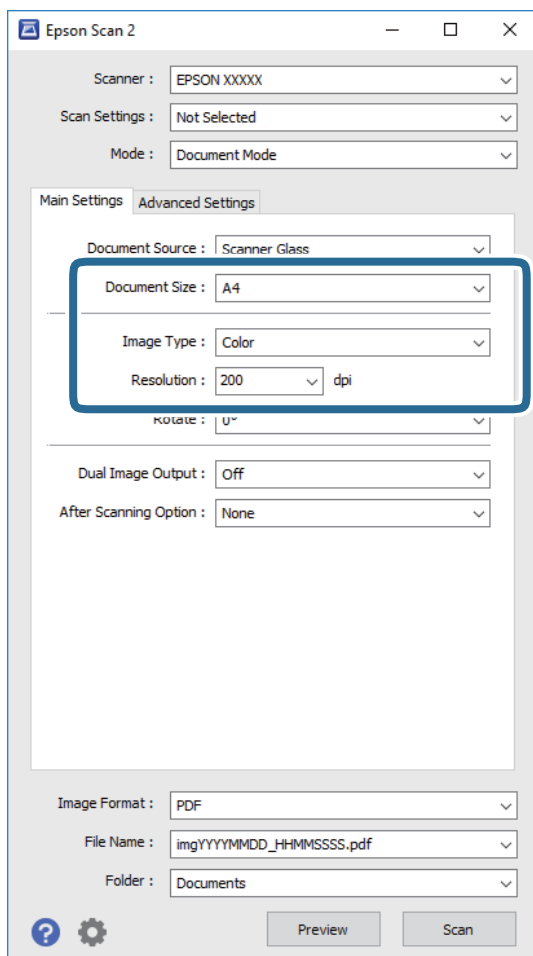 Epson Scan 2
Scanner : EPSON XXXXX
Scan Settings : Not Selected
Mode : Document Mode
Main Settings Advanced Settings
Document Source : Scanner Glass
Document Size : A4
Image Type : Color
Resolution : 200 dpi
Rotate : 0°
Dual Image Output : Off
After Scanning Option : None
Image Format : PDF
File Name : imgYYYYMMDD_HHMMSSSS.pdf
Folder : Documents
? Preview Scan